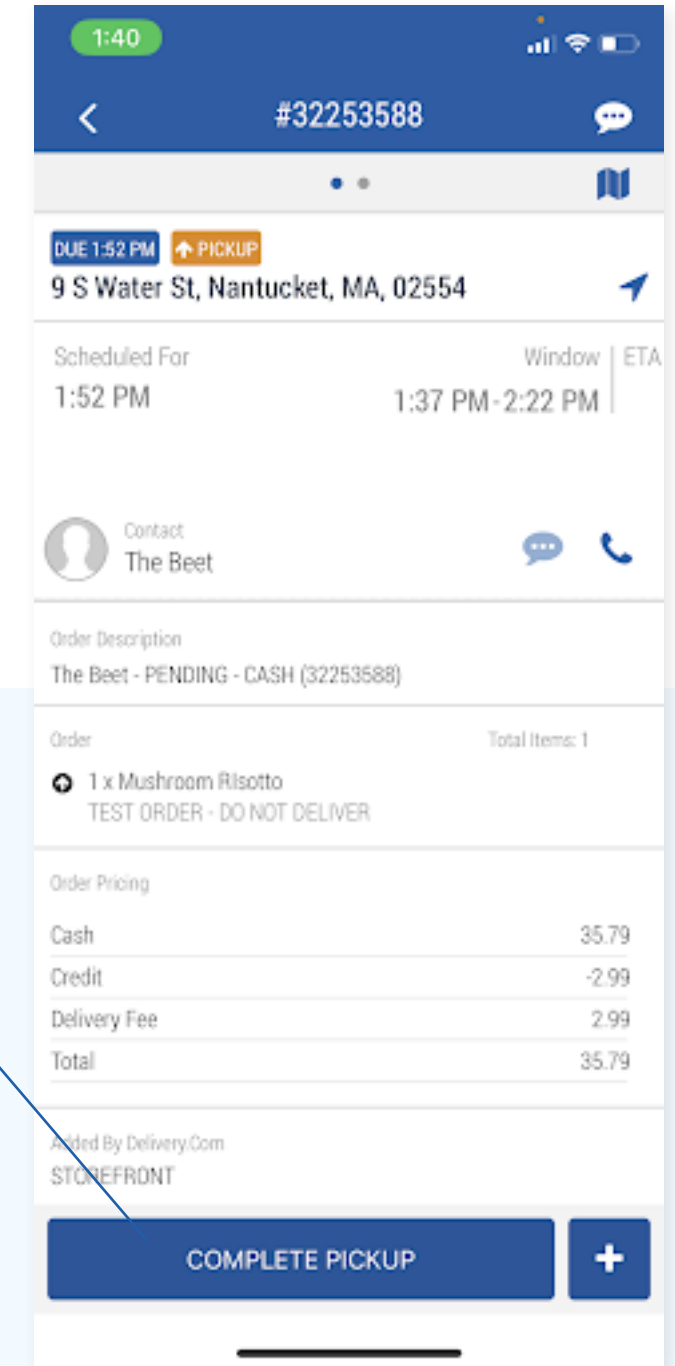 1:40
#32253588
DUE 1:52 PM PICKUP
9 S Water St, Nantucket, MA, 02554
Scheduled For Window ETA
1:52 PM 1:37 PM-2:22 PM
Contact
The Beet
Order Description
The Beet - PENDING - CASH (32253588)
Order Total Items: 1
1 x Mushroom RIsotto
TEST ORDER - DO NOT DELIVER
Order Pricing
Cash 35.79
Credit -2.99
Delivery Fee 2.99
Total 35.79
Added By Delivery.Com
STOREFRONT
COMPLETE PICKUP +